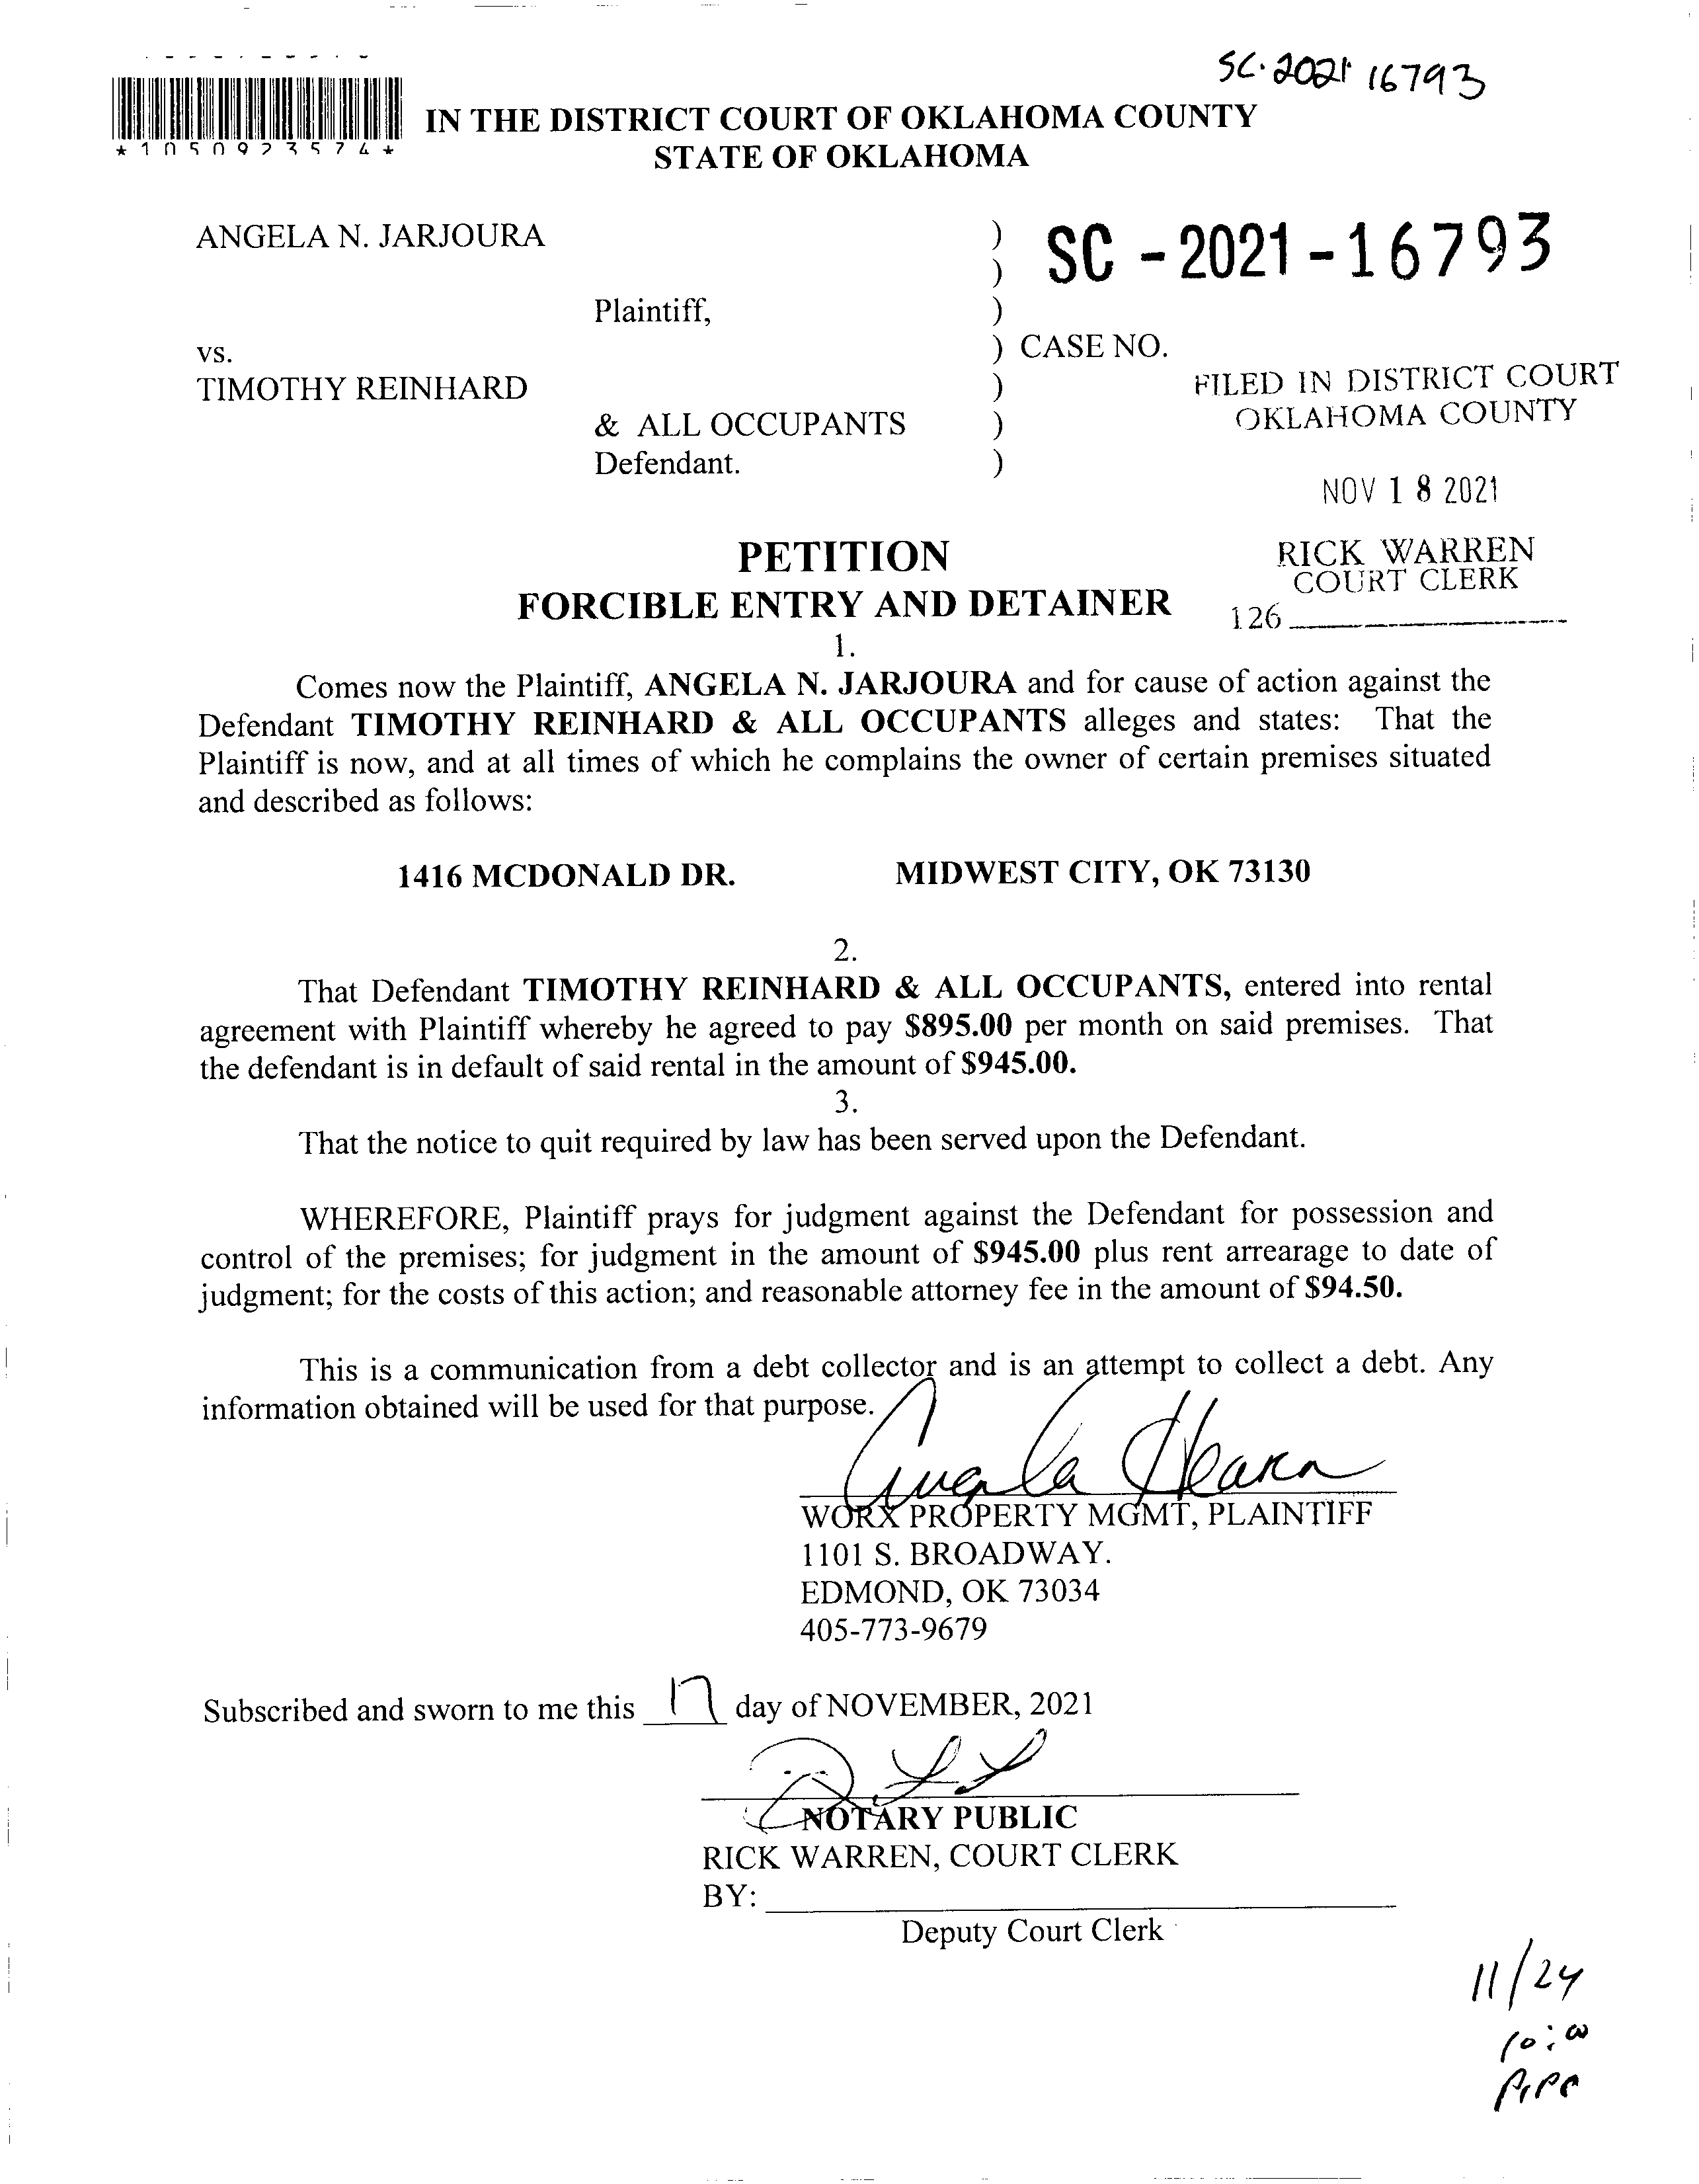 SC-2021 16793
*1050923574*
IN THE DISTRICT COURT OF OKLAHOMA COUNTY
STATE OF OKLAHOMA
ANGELA N. JARJOURA )
) SC - 2021 - 16793
Plaintiff, )
vs. ) CASE NO.
TIMOTHY REINHARD )
FILED IN DISTRICT COURT
OKLAHOMA COUNTY
& ALL OCCUPANTS )
Defendant. )
NOV 18 2021
PETITION
RICK WARREN
COURT CLERK
FORCIBLE ENTRY AND DETAINER
126
1.
Comes now the Plaintiff, ANGELA N. JARJOURA and for cause of action against the
Defendant TIMOTHY REINHARD & ALL OCCUPANTS alleges and states: That the
Plaintiff is now, and at all times of which he complains the owner of certain premises situated
and described as follows:
1416 MCDONALD DR. MIDWEST CITY, OK 73130
2.
That Defendant TIMOTHY REINHARD & ALL OCCUPANTS, entered into rental
agreement with Plaintiff whereby he agreed to pay $895.00 per month on said premises. That
the defendant is in default of said rental in the amount of $945.00.
3.
That the notice to quit required by law has been served upon the Defendant.
WHEREFORE, Plaintiff prays for judgment against the Defendant for possession and
control of the premises; for judgment in the amount of $945.00 plus rent arrearage to date of
judgment; for the costs of this action; and reasonable attorney fee in the amount of $94.50.
This is a communication from a debt collector and is an attempt to collect a debt. Any
information obtained will be used for that purpose.
Angela Hearn
WORX PROPERTY MGMT, PLAINTIFF
1101 S. BROADWAY.
EDMOND, OK 73034
405-773-9679
Subscribed and sworn to me this 17 day of NOVEMBER, 2021
NOTARY PUBLIC
RICK WARREN, COURT CLERK
BY:
Deputy Court Clerk
11/24
10:00